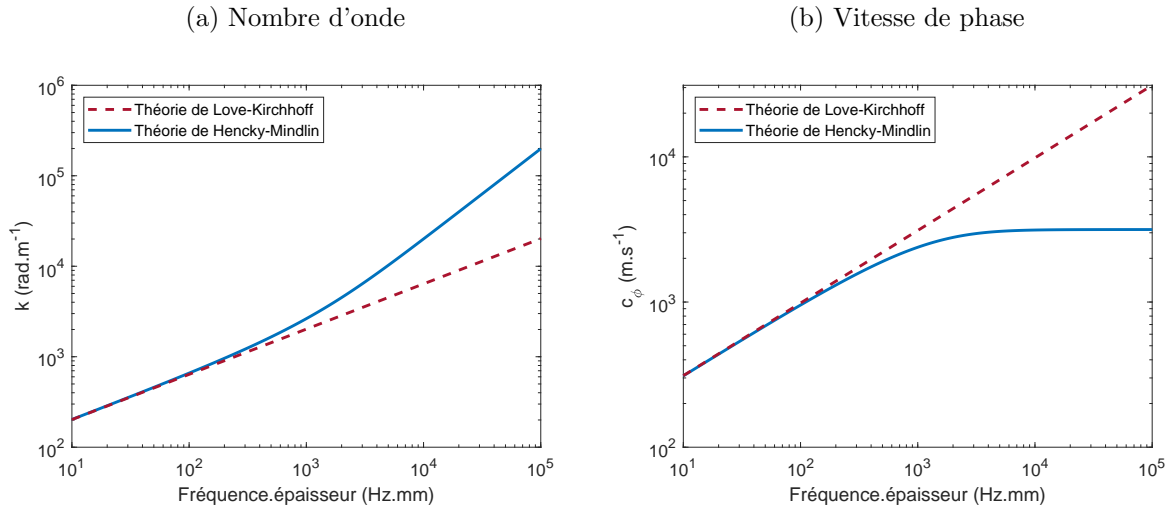 (a) Nombre d'onde
10^6
10^5
10^4
10^3
10^2
k (rad.m^-1)
Théorie de Love-Kirchhoff
Théorie de Hencky-Mindlin
10^1 10^2 10^3 10^4 10^5
Fréquence.épaisseur (Hz.mm)
(b) Vitesse de phase
10^4
10^3
10^2
c_ϕ (m.s^-1)
Théorie de Love-Kirchhoff
Théorie de Hencky-Mindlin
10^1 10^2 10^3 10^4 10^5
Fréquence.épaisseur (Hz.mm)